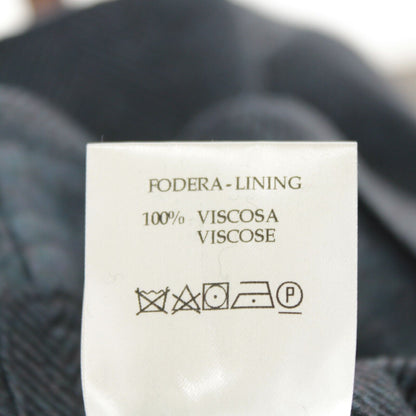 FODERA-LINING
100% VISCOSA
VISCOSE
P